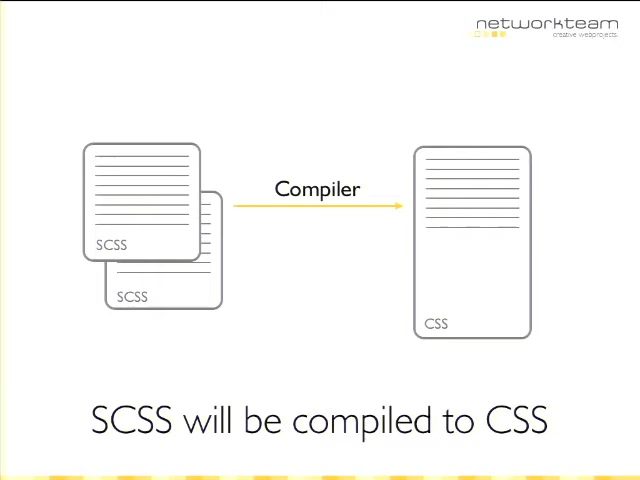 networkteam
creative webprojects.
Compiler
SCSS
SCSS
CSS
SCSS will be compiled to CSS